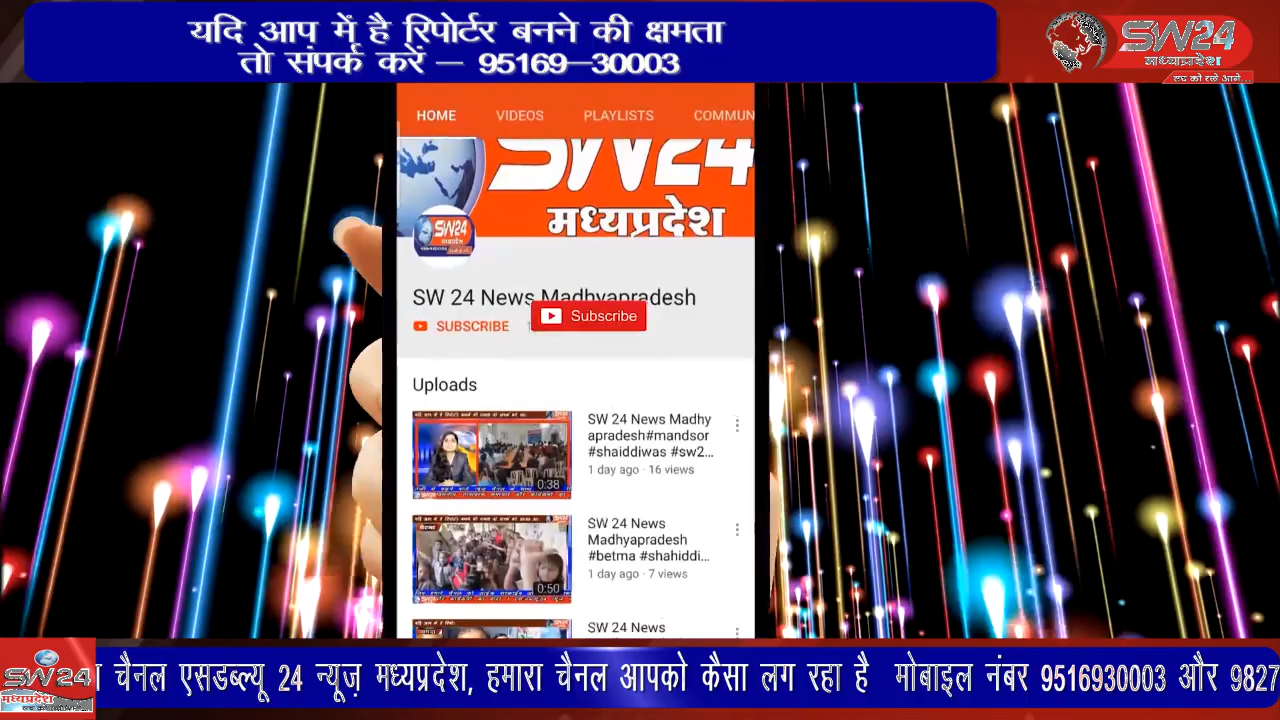 यदि आप में है रिपोर्टर बनने की क्षमता
तो संपर्क करें – 95169–30003
SW24
मध्यप्रदेश
सच को रखे आगे...
HOME VIDEOS PLAYLISTS COMMUN
SW24
मध्यप्रदेश
SW24
SW 24 News Madhyapradesh
SUBSCRIBE
Subscribe
Uploads
SW 24 News Madhy
apradesh#mandsor
#shaiddiwas #sw2...
1 day ago · 16 views
0:38
SW 24 News
Madhyapradesh
#betma #shahiddi...
1 day ago · 7 views
0:50
SW 24 News
SW24
मध्यप्रदेश
चैनल एसडब्ल्यू 24 न्यूज़ मध्यप्रदेश, हमारा चैनल आपको कैसा लग रहा है मोबाइल नंबर 9516930003 और 9827